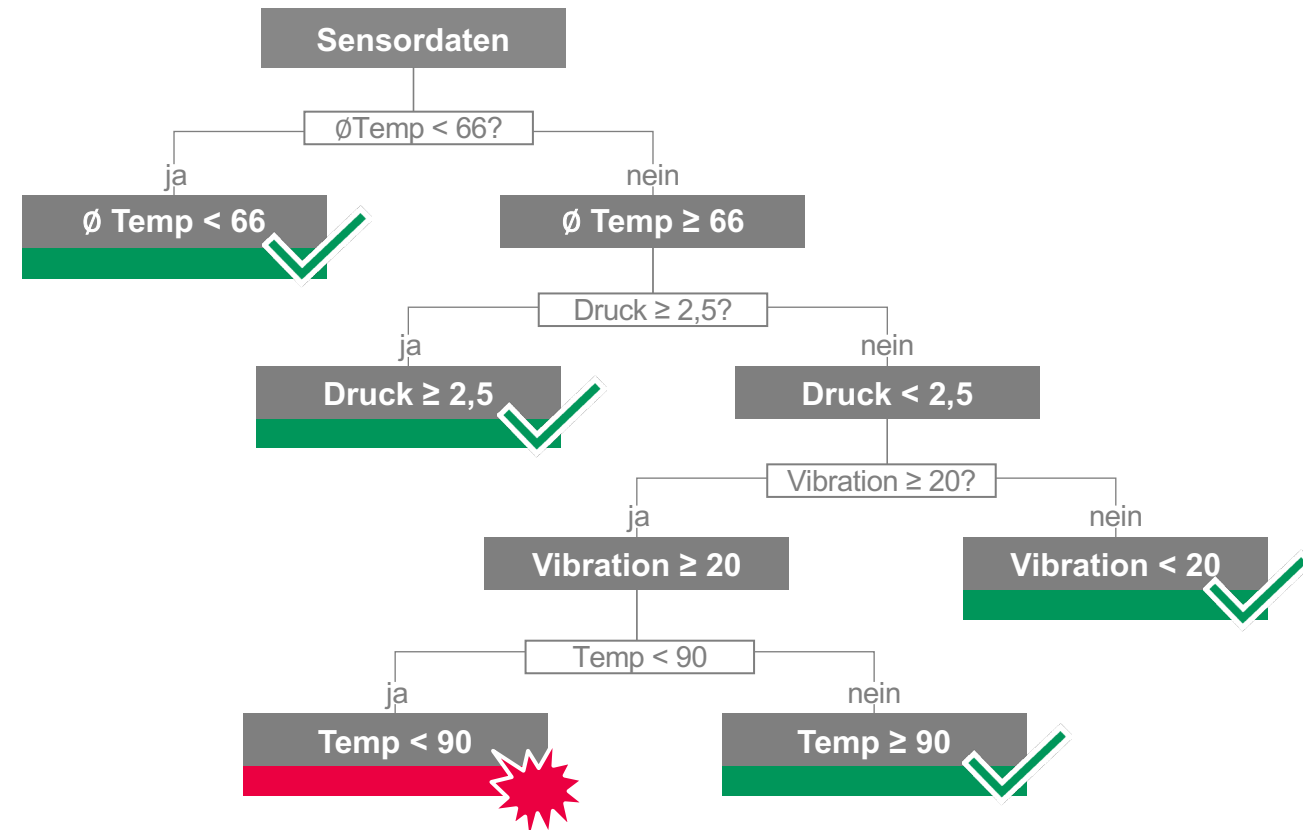 Sensordaten
∅Temp < 66?
ja
nein
∅ Temp < 66
∅ Temp ≥ 66
Druck ≥ 2,5?
ja
nein
Druck ≥ 2,5
Druck < 2,5
Vibration ≥ 20?
ja
nein
Vibration ≥ 20
Vibration < 20
Temp < 90
ja
nein
Temp < 90
Temp ≥ 90